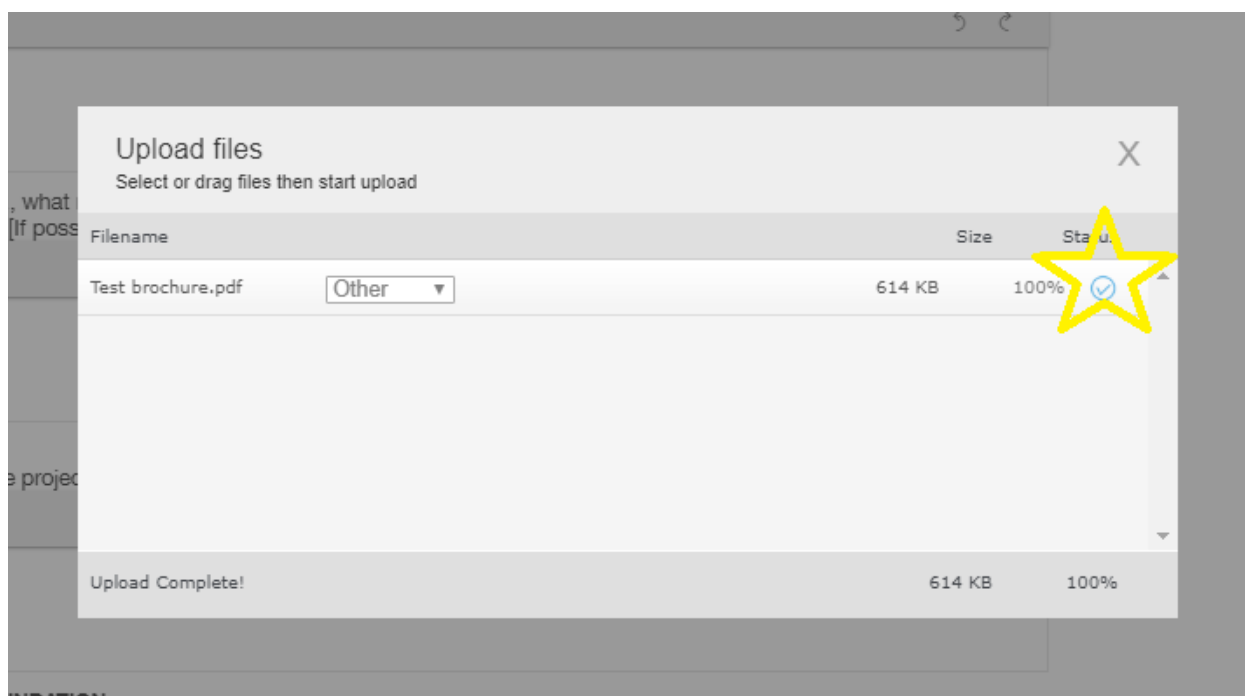 Upload files
X
Select or drag files then start upload
, what
[If poss
Filename Size
Test brochure.pdf Other 614 KB 100%
e projec
Upload Complete! 614 KB 100%